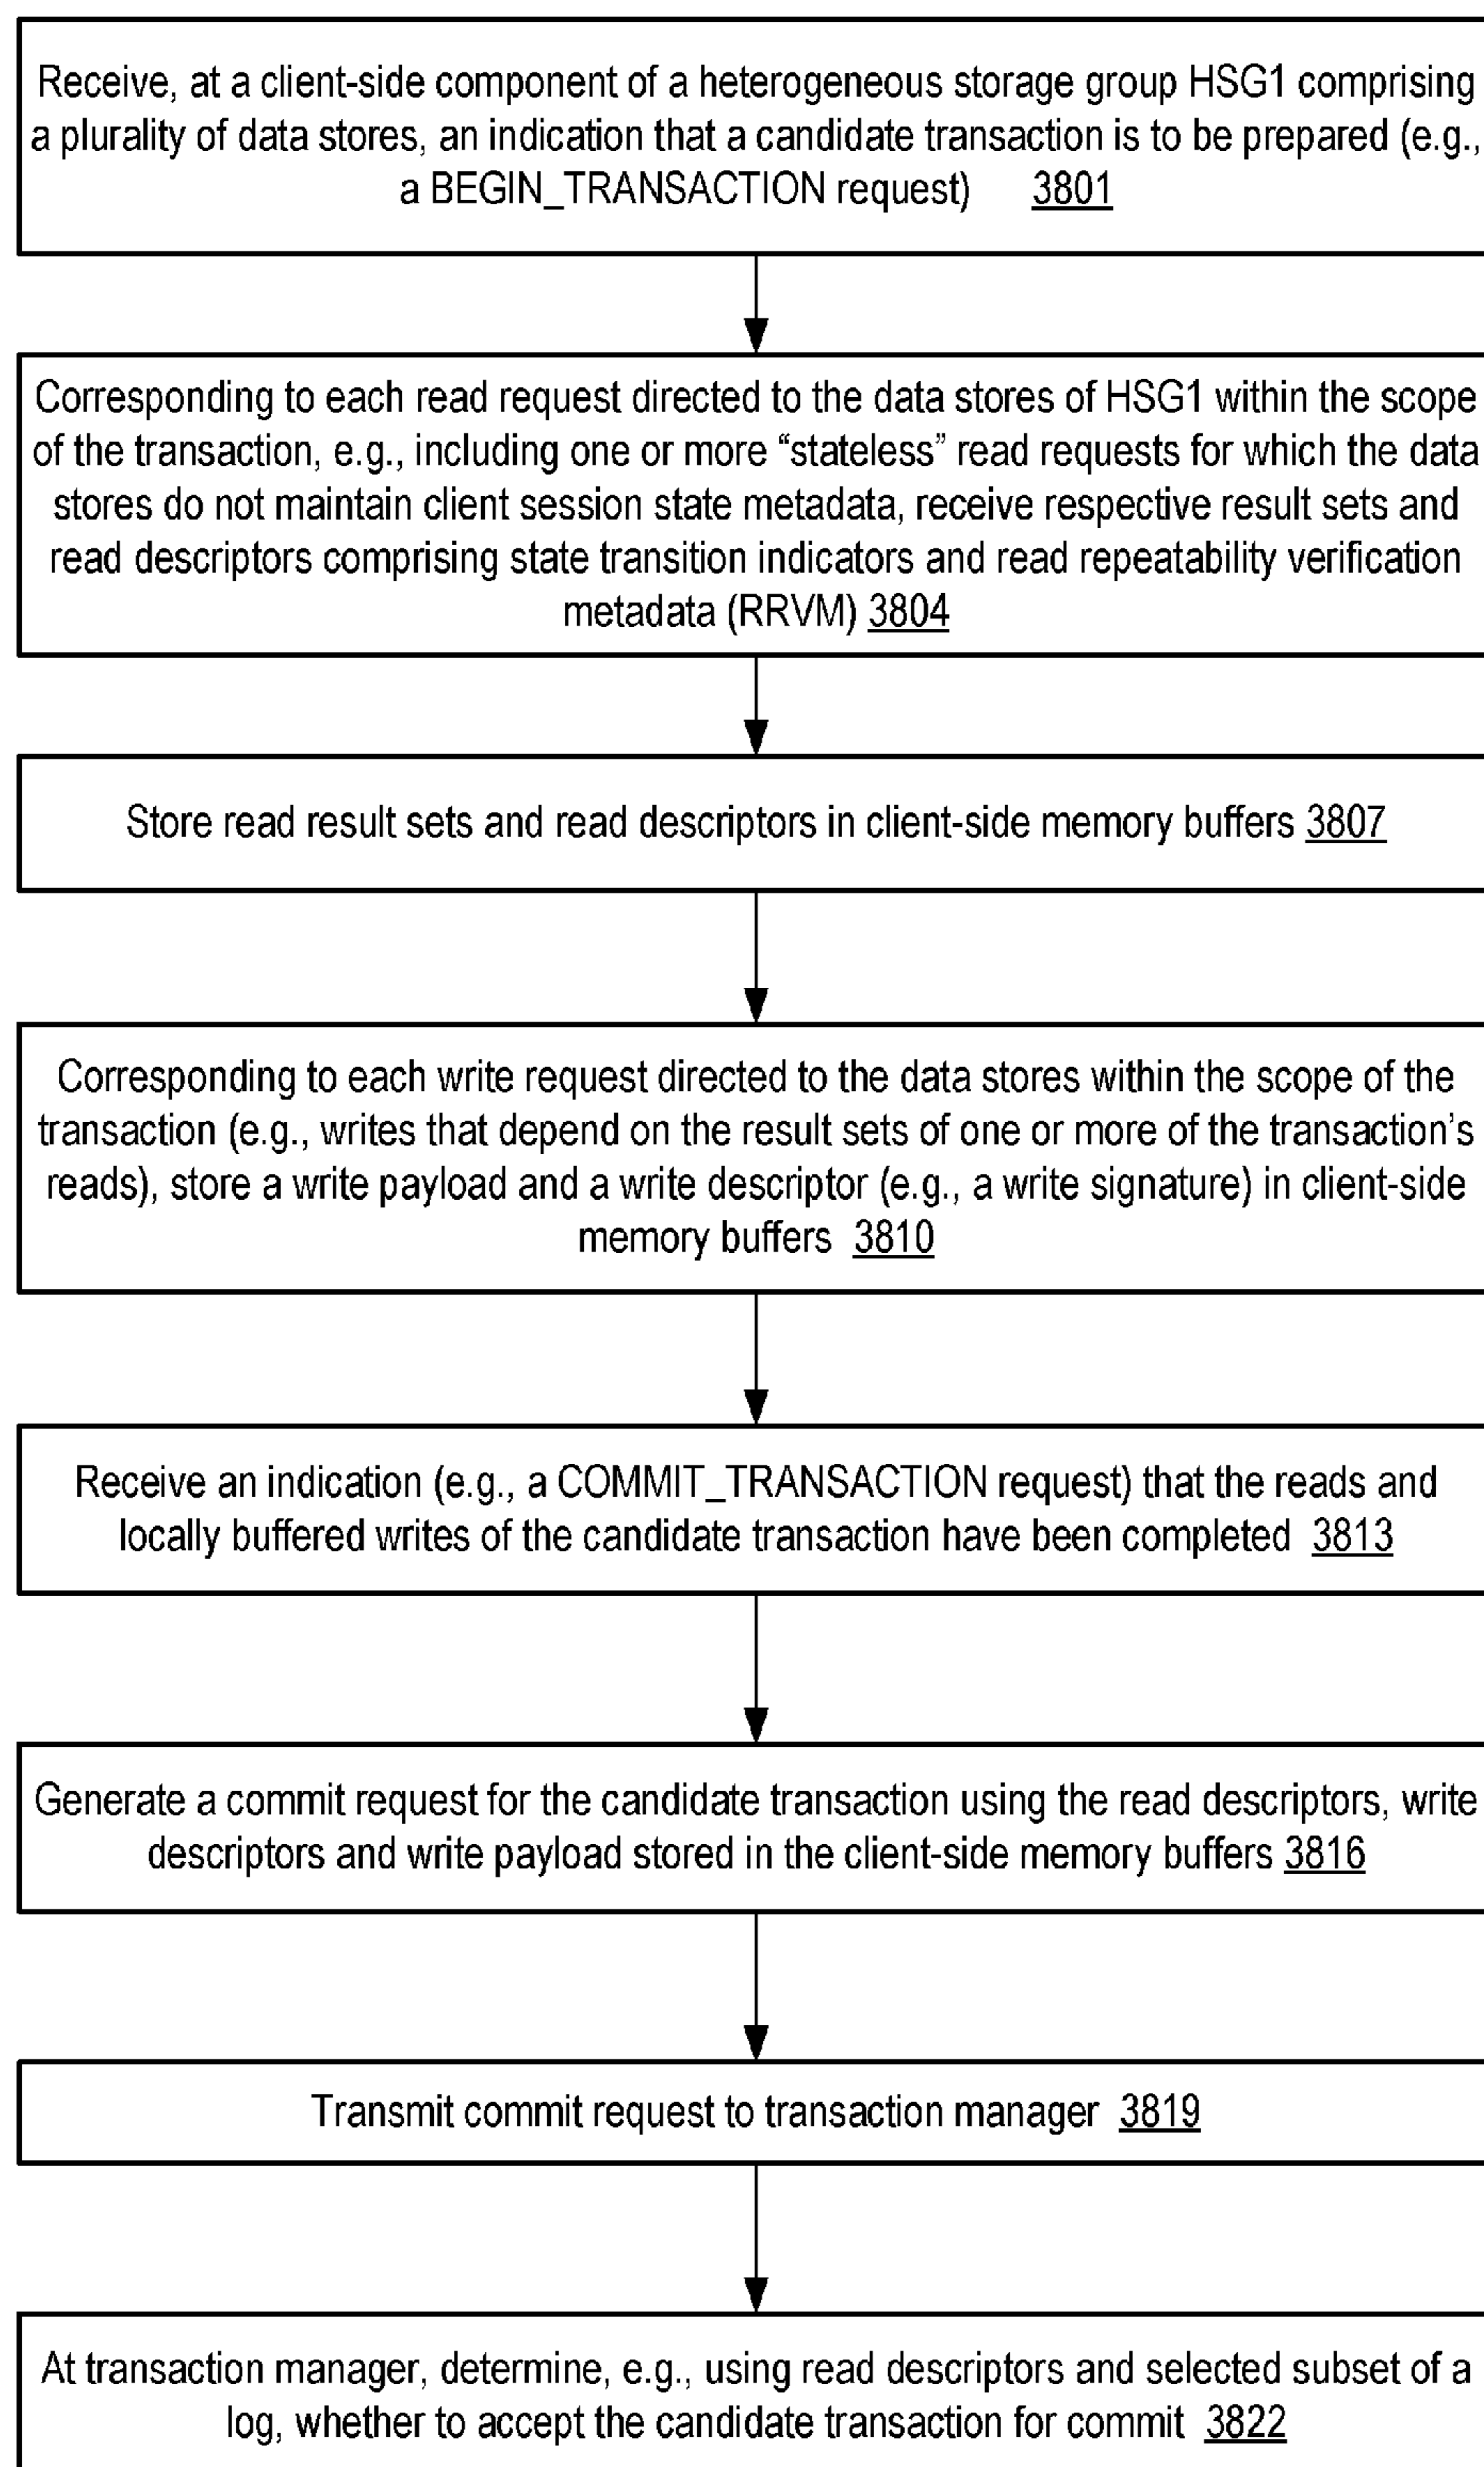 Receive, at a client-side component of a heterogeneous storage group HSG1 comprising
a plurality of data stores, an indication that a candidate transaction is to be prepared (e.g.,
a BEGIN_TRANSACTION request) 3801
Corresponding to each read request directed to the data stores of HSG1 within the scope
of the transaction, e.g., including one or more “stateless” read requests for which the data
stores do not maintain client session state metadata, receive respective result sets and
read descriptors comprising state transition indicators and read repeatability verification
metadata (RRVM) 3804
Store read result sets and read descriptors in client-side memory buffers 3807
Corresponding to each write request directed to the data stores within the scope of the
transaction (e.g., writes that depend on the result sets of one or more of the transaction’s
reads), store a write payload and a write descriptor (e.g., a write signature) in client-side
memory buffers 3810
Receive an indication (e.g., a COMMIT_TRANSACTION request) that the reads and
locally buffered writes of the candidate transaction have been completed 3813
Generate a commit request for the candidate transaction using the read descriptors, write
descriptors and write payload stored in the client-side memory buffers 3816
Transmit commit request to transaction manager 3819
At transaction manager, determine, e.g., using read descriptors and selected subset of a
log, whether to accept the candidate transaction for commit 3822